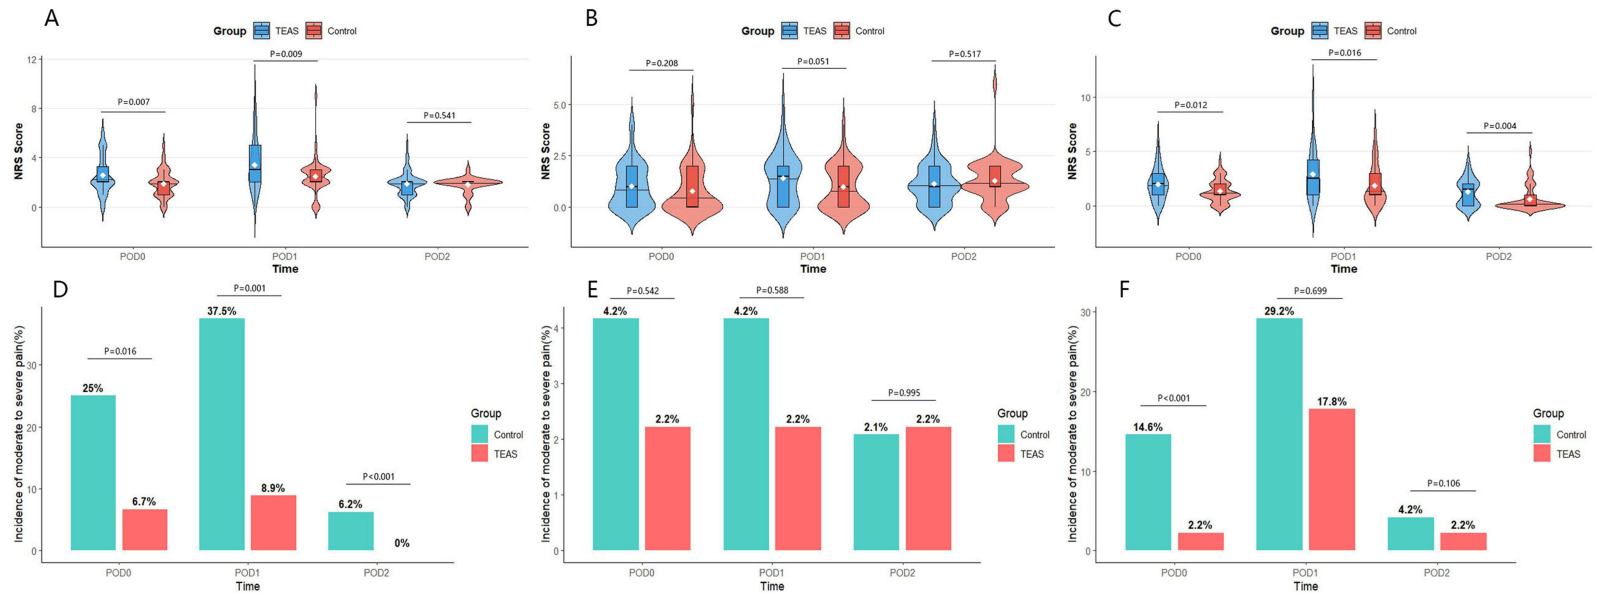 A
Group TEAS Control
P=0.009
P=0.007
P=0.541
12
8
4
0
NRS Score
POD0 POD1 POD2
Time
B
Group TEAS Control
P=0.208
P=0.051
P=0.517
5.0
2.5
0.0
NRS Score
POD0 POD1 POD2
Time
C
Group TEAS Control
P=0.016
P=0.012
P=0.004
10
5
0
NRS Score
POD0 POD1 POD2
Time
D
P=0.001
37.5%
P=0.016
25%
6.7%
8.9%
P<0.001
6.2%
0%
30
20
10
0
Incidence of moderate to severe pain(%)
POD0 POD1 POD2
Time
Group
Control
TEAS
E
P=0.542
P=0.588
4.2%
4.2%
P=0.995
2.2%
2.2%
2.1%
2.2%
4
3
2
1
0
Incidence of moderate to severe pain(%)
POD0 POD1 POD2
Time
Group
Control
TEAS
F
P=0.699
29.2%
P<0.001
14.6%
2.2%
17.8%
P=0.106
4.2%
2.2%
30
20
10
0
Incidence of moderate to severe pain(%)
POD0 POD1 POD2
Time
Group
Control
TEAS